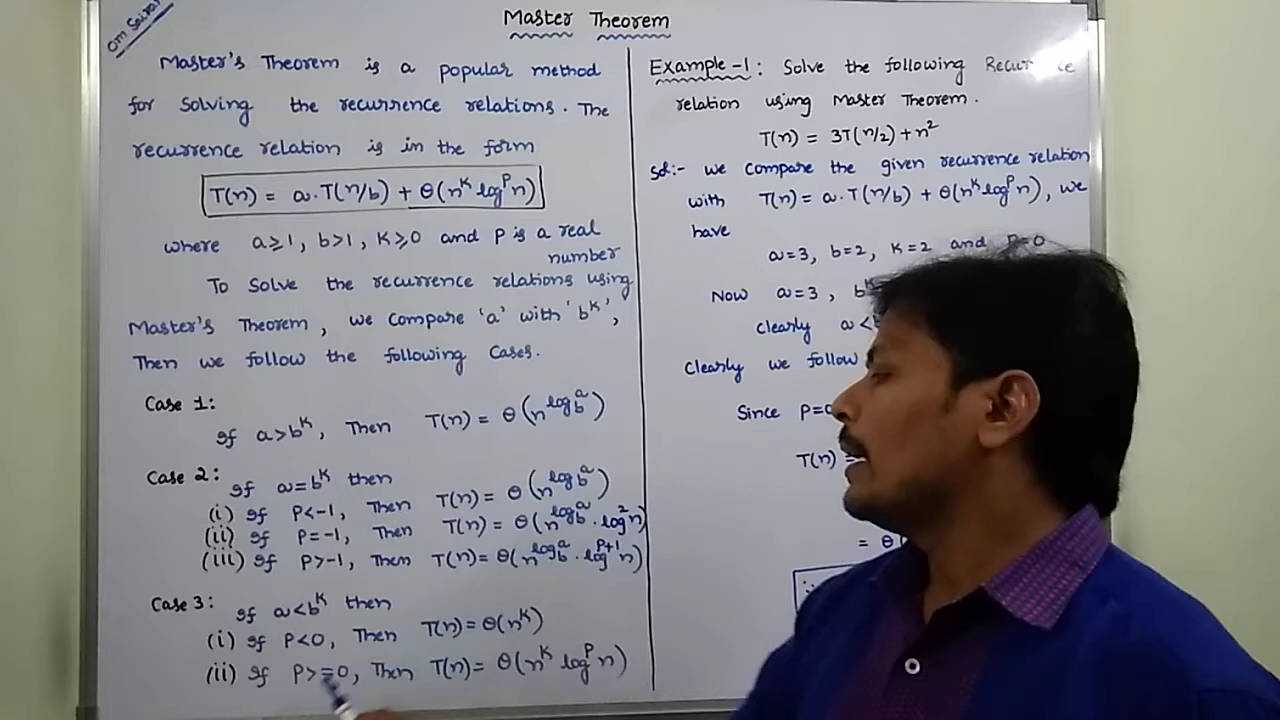 Om Sairam
Master Theorem
Master's Theorem is a popular method
for solving the recurrence relations. The
recurrence relation is in the form
T(n) = a.T(n/b) + θ(n^k log^p n)
where a≥1, b>1, k≥0 and P is a real
number
To solve the recurrence relations using
Master's Theorem, we compare 'a' with 'b^k',
Then we follow the following cases.
Case 1:
If a>b^k, Then T(n) = θ(n^log_b^a)
Case 2:
If a=b^k then
(i) If P<-1, Then T(n) = θ(n^log_b^a)
(ii) If P=-1, Then T(n) = θ(n^log_b^a . log^2 n)
(iii) If P>-1, Then T(n) = θ(n^log_b^a . log^p+1 n)
Case 3:
If a<b^k then
(i) If P<0, Then T(n) = θ(n^k)
(ii) If P>=0, Then T(n) = θ(n^k log^p n)
Example-1: Solve the following
relation using Master Theorem.
T(n) = 3T(n/2) + n^2
Sol:- we compare the given recurrence relation
with T(n) = a.T(n/b) + θ(n^k log^p n), we
have
a=3, b=2, k=2 and P=0
Now a=3,
clearly a<
Clearly we follow
Since
T(n) =
= θ